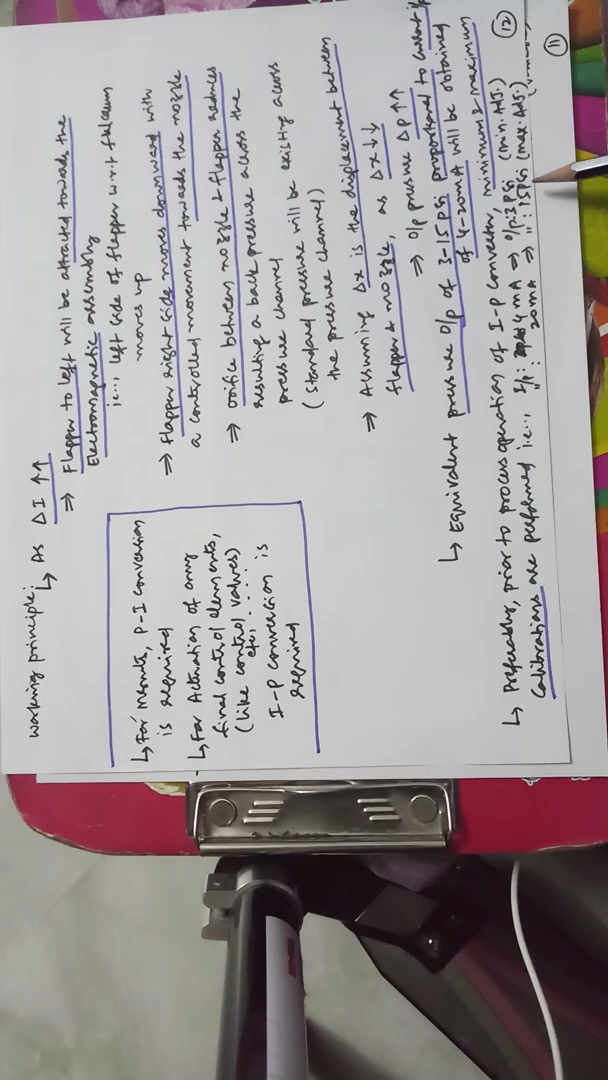 Working principle:
↳ As ΔI ↑↑
⇒ Flapper to left will be attracted towards the
Electromagnetic assembly
i.e.., left side of flapper w.r.t fulcrum
moves up
⇒ Flapper right side moves downward with
a controlled movement towards the nozzle
⇒ orifice between nozzle & flapper reduces
resulting a back pressure across the
pressure channel
(Standard pressure will be existing across
the pressure channel)
⇒ Assuming Δx is the displacement between
flapper & nozzle, as Δx ↓↓
⇒ O/p pressure ΔP ↑↑
↳ Equivalent pressure O/p of 3-15 PSi proportional to current i/p
of 4-20mA will be obtained
↳ Preferably, prior to process operation of I-P converter, minimum & maximum
Calibrations are performed i.e.., I/p: 4mA ⇒ O/p: 3 PSi (min. Adj.)
": 20mA ⇒ ": 15 PSi (max. Adj.)
↳ For , P-I conversion
is required
↳ For Actuation of any
final control elements,
(like control valves)
etc.....
I-P conversion is
required
12
11